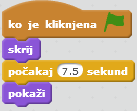 ko je kliknjena
skrij
počakaj 7.5 sekund
pokaži